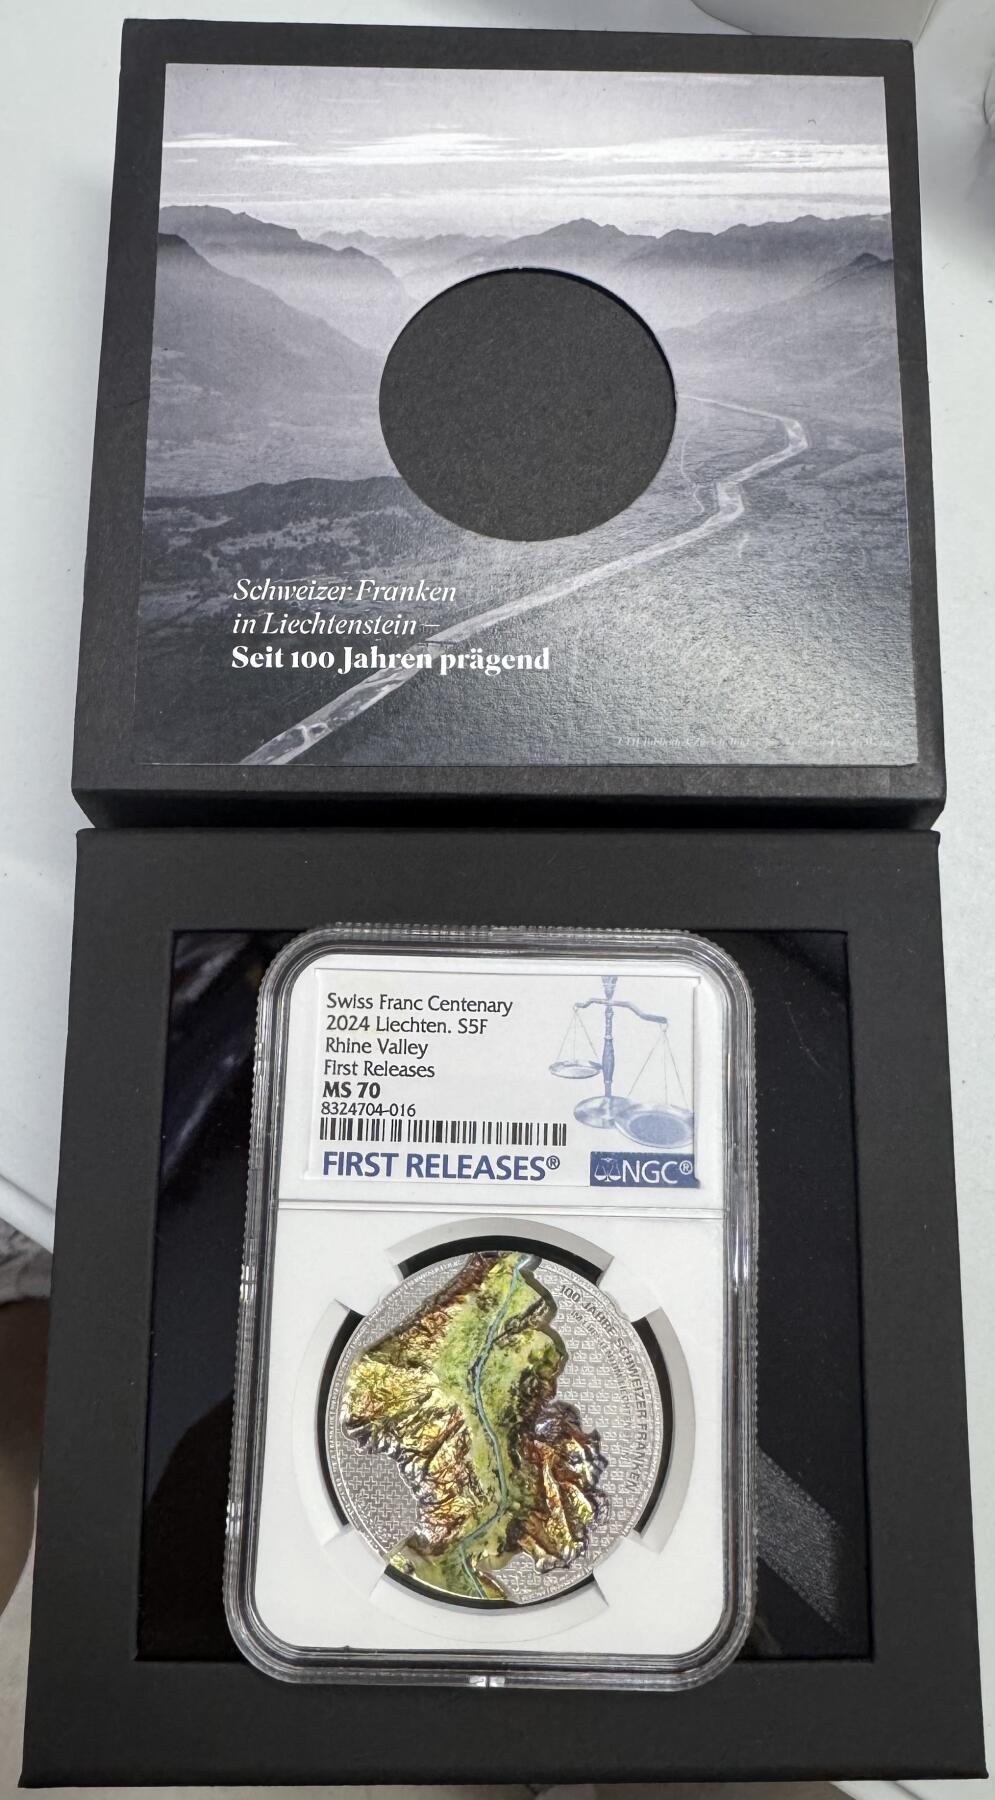 Schweizer Franken
in Liechtenstein –
Seit 100 Jahren prägend
Swiss Franc Centenary
2024 Liechten. S5F
Rhine Valley
First Releases
MS 70
8324704-016
FIRST RELEASES®
NGC®
100 JAHRE SCHWEIZER FRANKEN